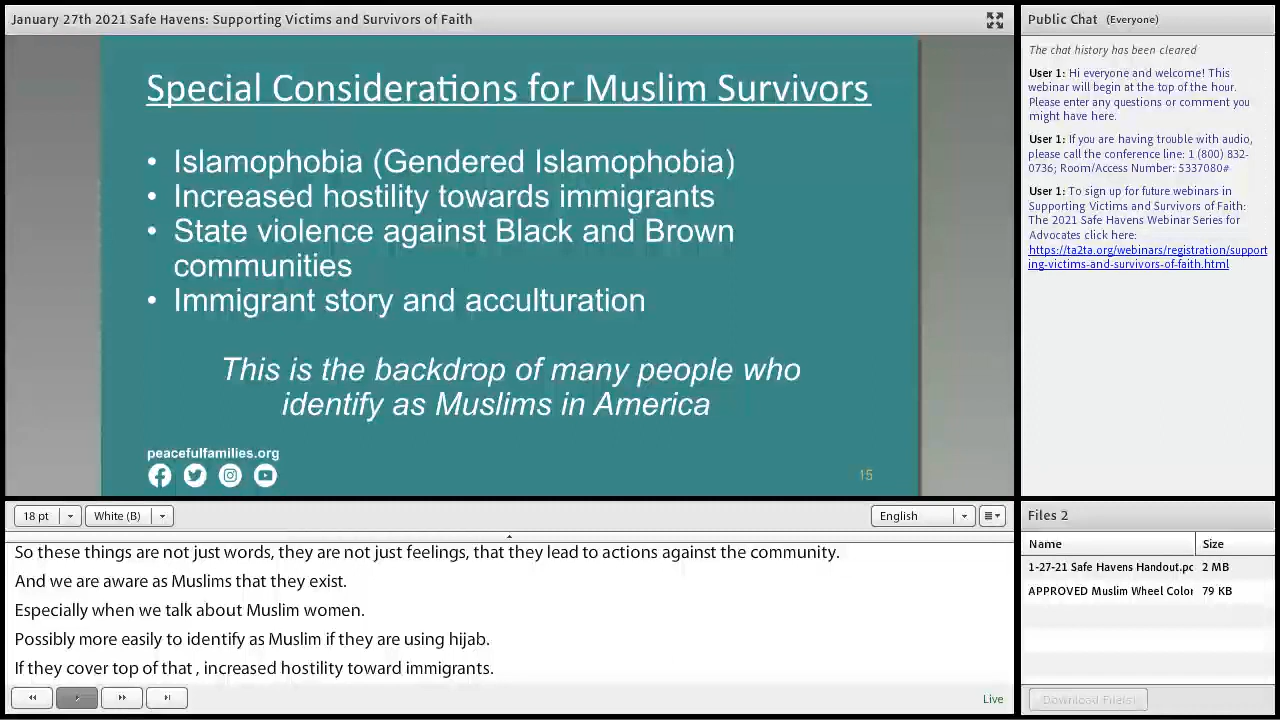 January 27th 2021 Safe Havens: Supporting Victims and Survivors of Faith
Special Considerations for Muslim Survivors
• Islamophobia (Gendered Islamophobia)
• Increased hostility towards immigrants
• State violence against Black and Brown
communities
• Immigrant story and acculturation
This is the backdrop of many people who
identify as Muslims in America
peacefulfamilies.org
15
18 pt
White (B)
English
So these things are not just words, they are not just feelings, that they lead to actions against the community.
And we are aware as Muslims that they exist.
Especially when we talk about Muslim women.
Possibly more easily to identify as Muslim if they are using hijab.
If they cover top of that , increased hostility toward immigrants.
Live
Public Chat (Everyone)
The chat history has been cleared
User 1: Hi everyone and welcome! This
webinar will begin at the top of the hour.
Please enter any questions or comment you
might have here.
User 1: If you are having trouble with audio,
please call the conference line: 1 (800) 832-
0736; Room/Access Number: 5337080#
User 1: To sign up for future webinars in
Supporting Victims and Survivors of Faith:
The 2021 Safe Havens Webinar Series for
Advocates click here:
https://ta2ta.org/webinars/registration/support
ing-victims-and-survivors-of-faith.html
Files 2
Name Size
1-27-21 Safe Havens Handout.pc 2 MB
APPROVED Muslim Wheel Color 79 KB
Download File(s)